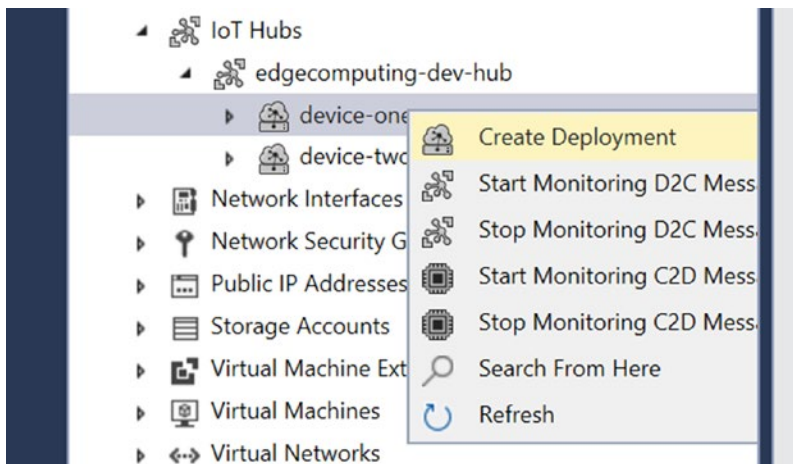 IoT Hubs
edgecomputing-dev-hub
device-one
device-two
Create Deployment
Start Monitoring D2C Mess
Stop Monitoring D2C Mess
Start Monitoring C2D Mess
Stop Monitoring C2D Mess
Search From Here
Refresh
Network Interfaces
Network Security G
Public IP Addresses
Storage Accounts
Virtual Machine Ext
Virtual Machines
Virtual Networks